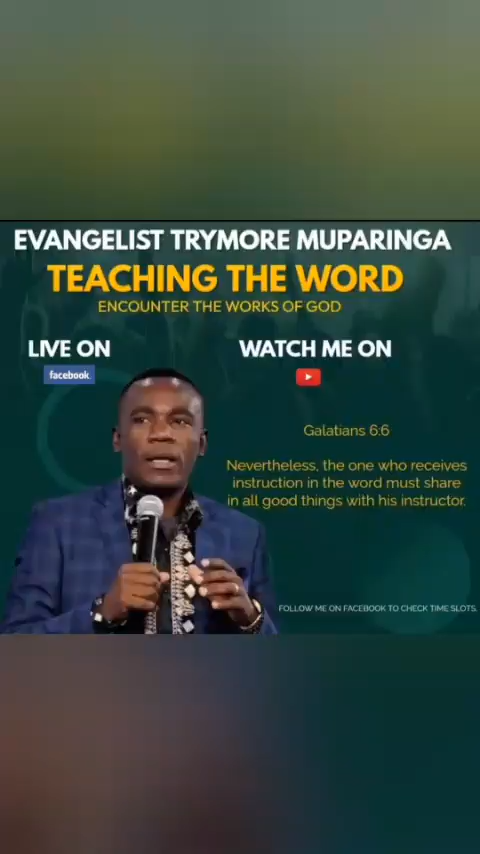 EVANGELIST TRYMORE MUPARINGA
TEACHING THE WORD
ENCOUNTER THE WORKS OF GOD
LIVE ON
facebook
WATCH ME ON
Galatians 6:6
Nevertheless, the one who receives
instruction in the word must share
in all good things with his instructor.
FOLLOW ME ON FACEBOOK TO CHECK TIME SLOTS.